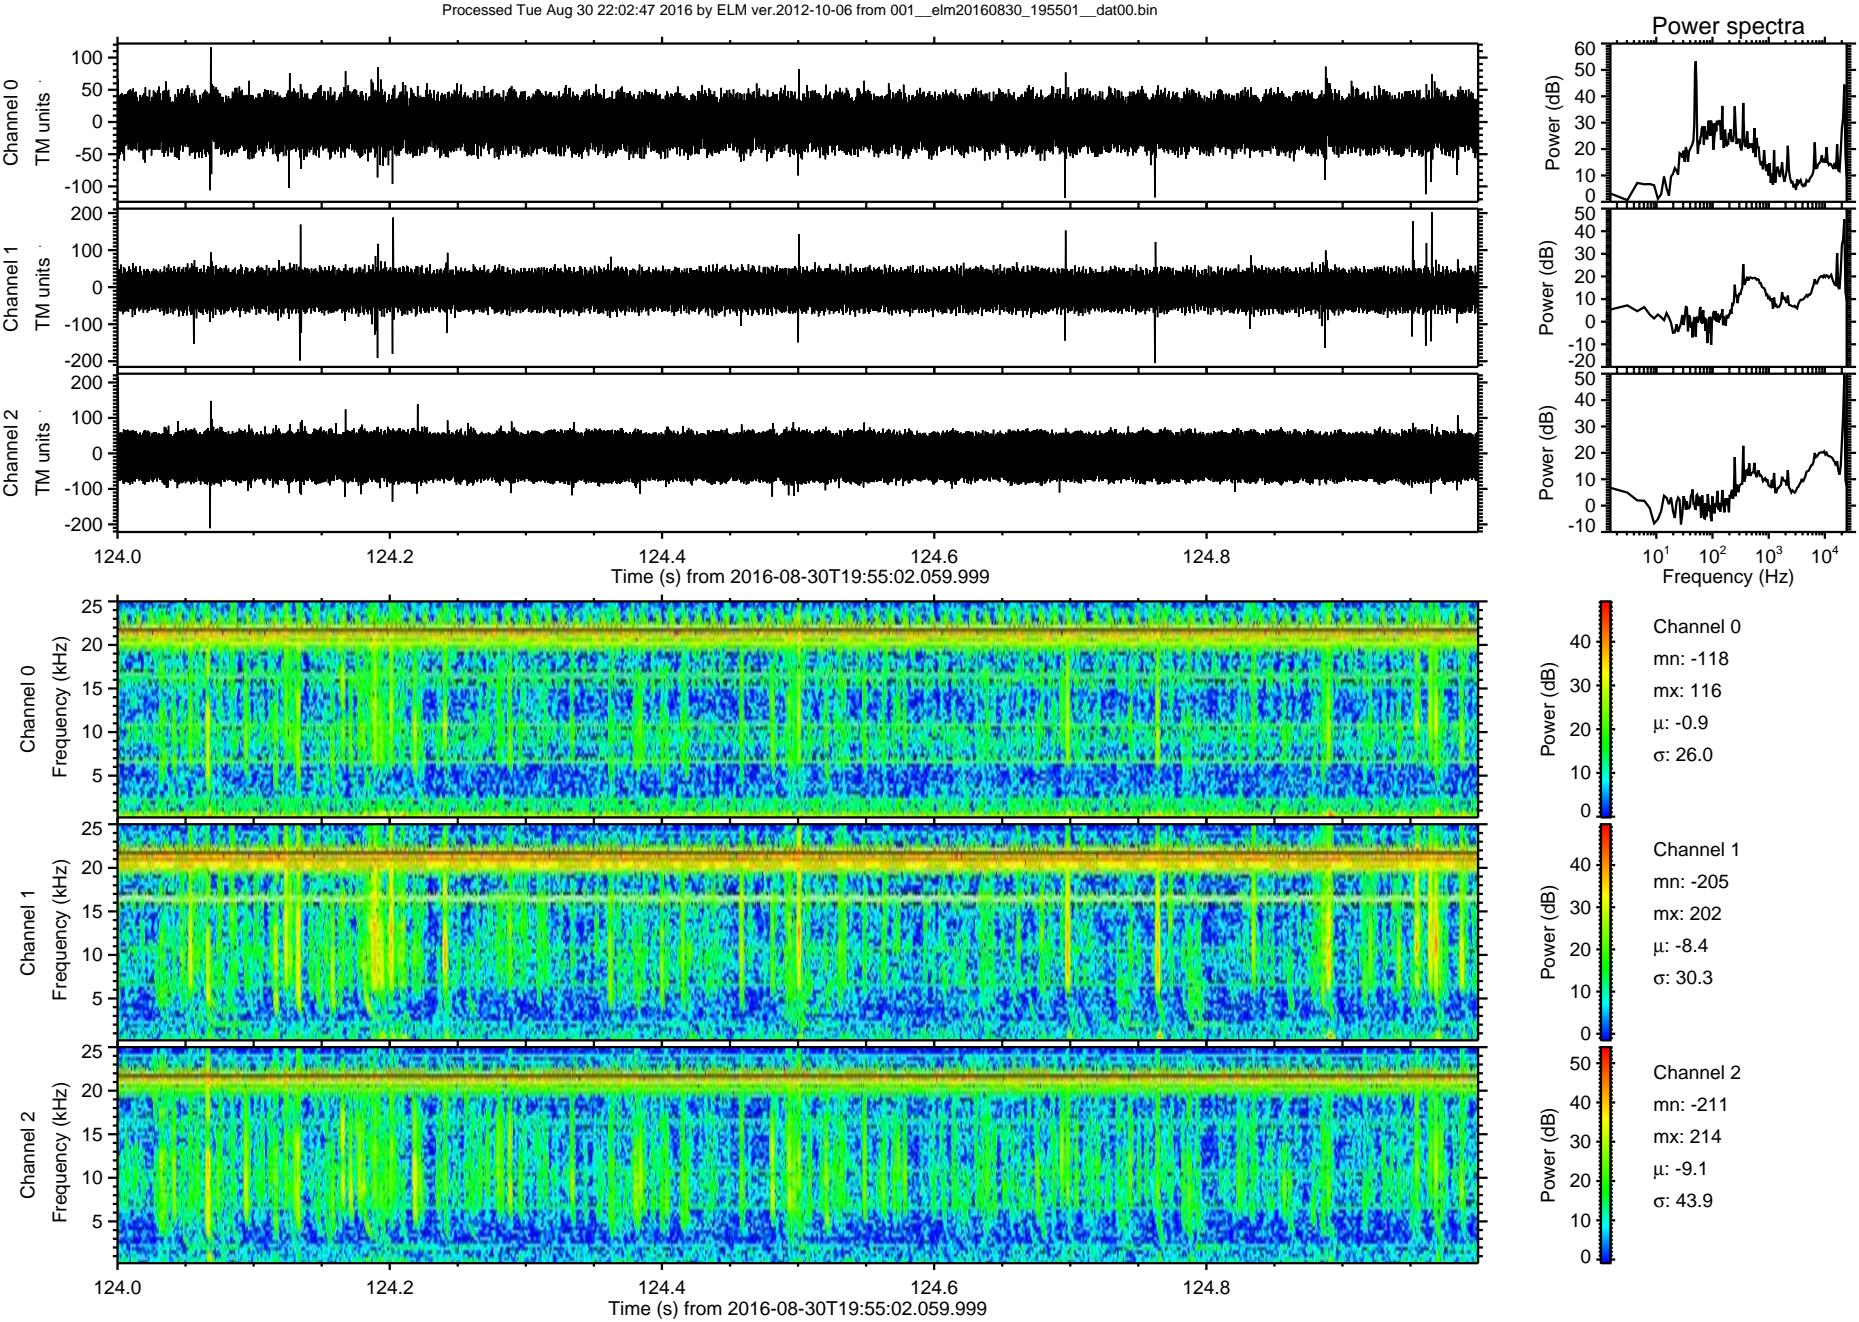 Processed Tue Aug 30 22:02:47 2016 by ELM ver.2012-10-06 from 001__elm20160830_195501__dat00.bin
Power spectra
Channel 0
TM units
100
50
0
-50
-100
Power (dB)
60
50
40
30
20
10
0
Channel 1
TM units
200
100
0
-100
-200
Power (dB)
50
40
30
20
10
0
-10
-20
Channel 2
TM units
200
100
0
-100
-200
Power (dB)
50
40
30
20
10
0
-10
124.0 124.2 124.4 124.6 124.8
Time (s) from 2016-08-30T19:55:02.059.999
10¹ 10² 10³ 10⁴
Frequency (Hz)
Channel 0
Frequency (kHz)
25
20
15
10
5
Power (dB)
40
30
20
10
0
Channel 0
mn: -118
mx: 116
μ: -0.9
σ: 26.0
Channel 1
Frequency (kHz)
25
20
15
10
5
Power (dB)
40
30
20
10
0
Channel 1
mn: -205
mx: 202
μ: -8.4
σ: 30.3
Channel 2
Frequency (kHz)
25
20
15
10
5
Power (dB)
50
40
30
20
10
0
Channel 2
mn: -211
mx: 214
μ: -9.1
σ: 43.9
124.0 124.2 124.4 124.6 124.8
Time (s) from 2016-08-30T19:55:02.059.999